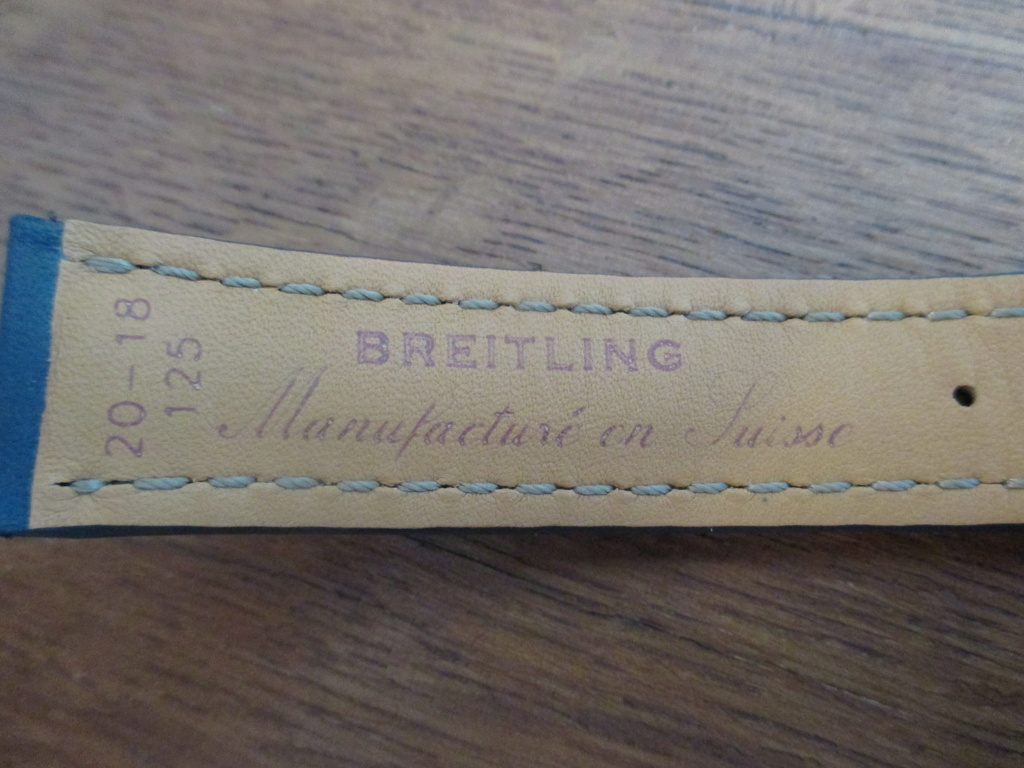 20-18
125
BREITLING
Manufacturé en Suisse